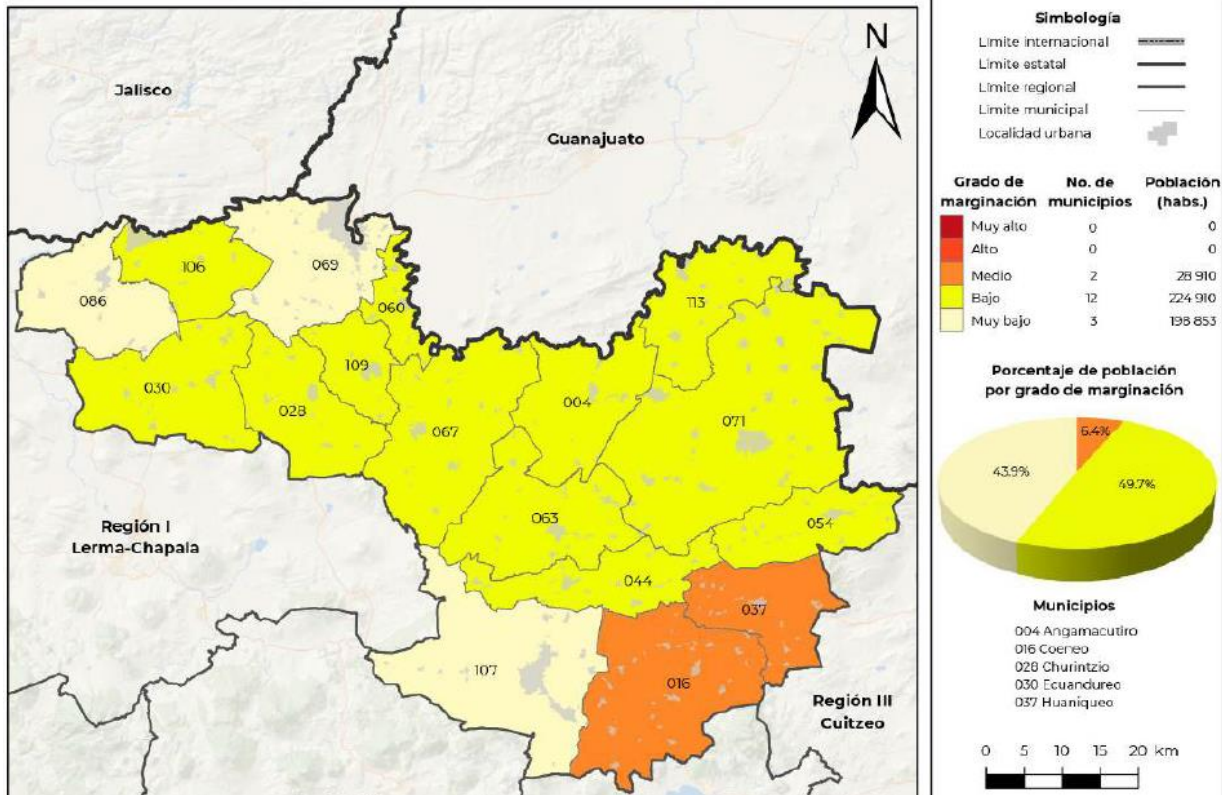 Jalisco
Guanajuato
N
106
069
086
060
113
109
030
028
004
067
071
063
054
044
037
107
016
Región I
Lerma-Chapala
Región III
Cuitzeo
Simbología
Límite internacional
Límite estatal
Límite regional
Límite municipal
Localidad urbana
Grado de marginación No. de municipios Población (habs.)
Muy alto 0 0
Alto 0 0
Medio 2 28 910
Bajo 12 224 910
Muy bajo 3 198 853
Porcentaje de población
por grado de marginación
6.4%
43.9%
49.7%
Municipios
004 Angamacutiro
016 Coeneo
028 Churintzio
030 Ecuandureo
037 Huaniqueo
0 5 10 15 20 km